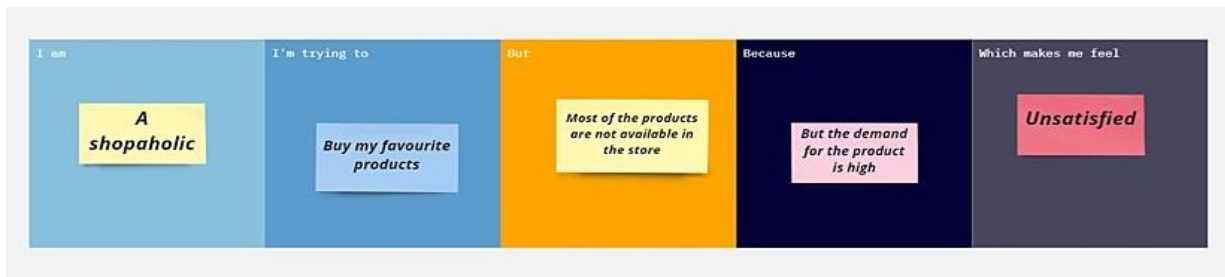 I am
A
shopaholic
I'm trying to
Buy my favourite
products
But
Most of the products
are not available in
the store
Because
But the demand
for the product
is high
Which makes me feel
Unsatisfied